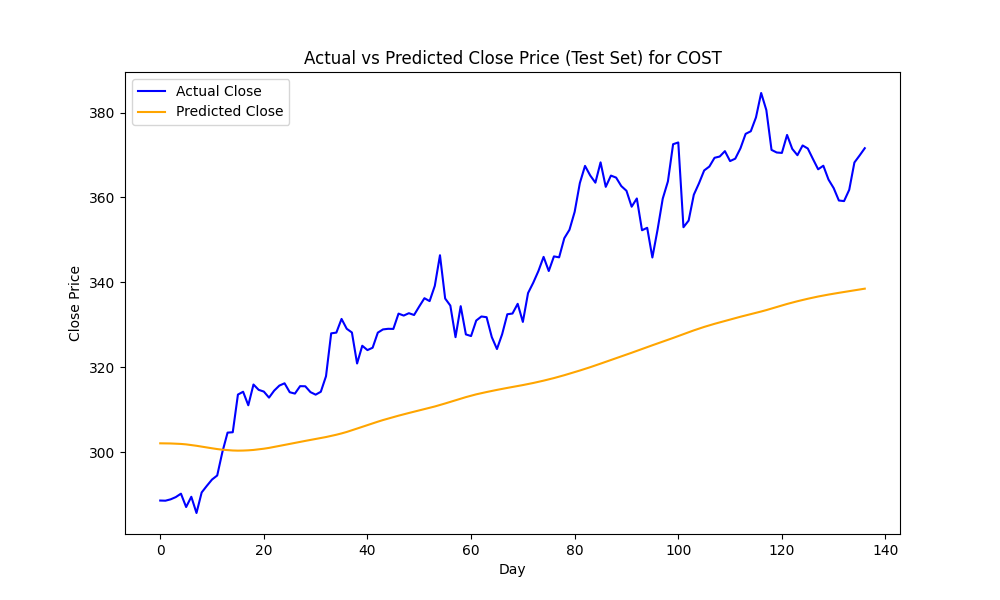 Actual vs Predicted Close Price (Test Set) for COST
Actual Close
Predicted Close
Close Price
380
360
340
320
300
0 20 40 60 80 100 120 140
Day